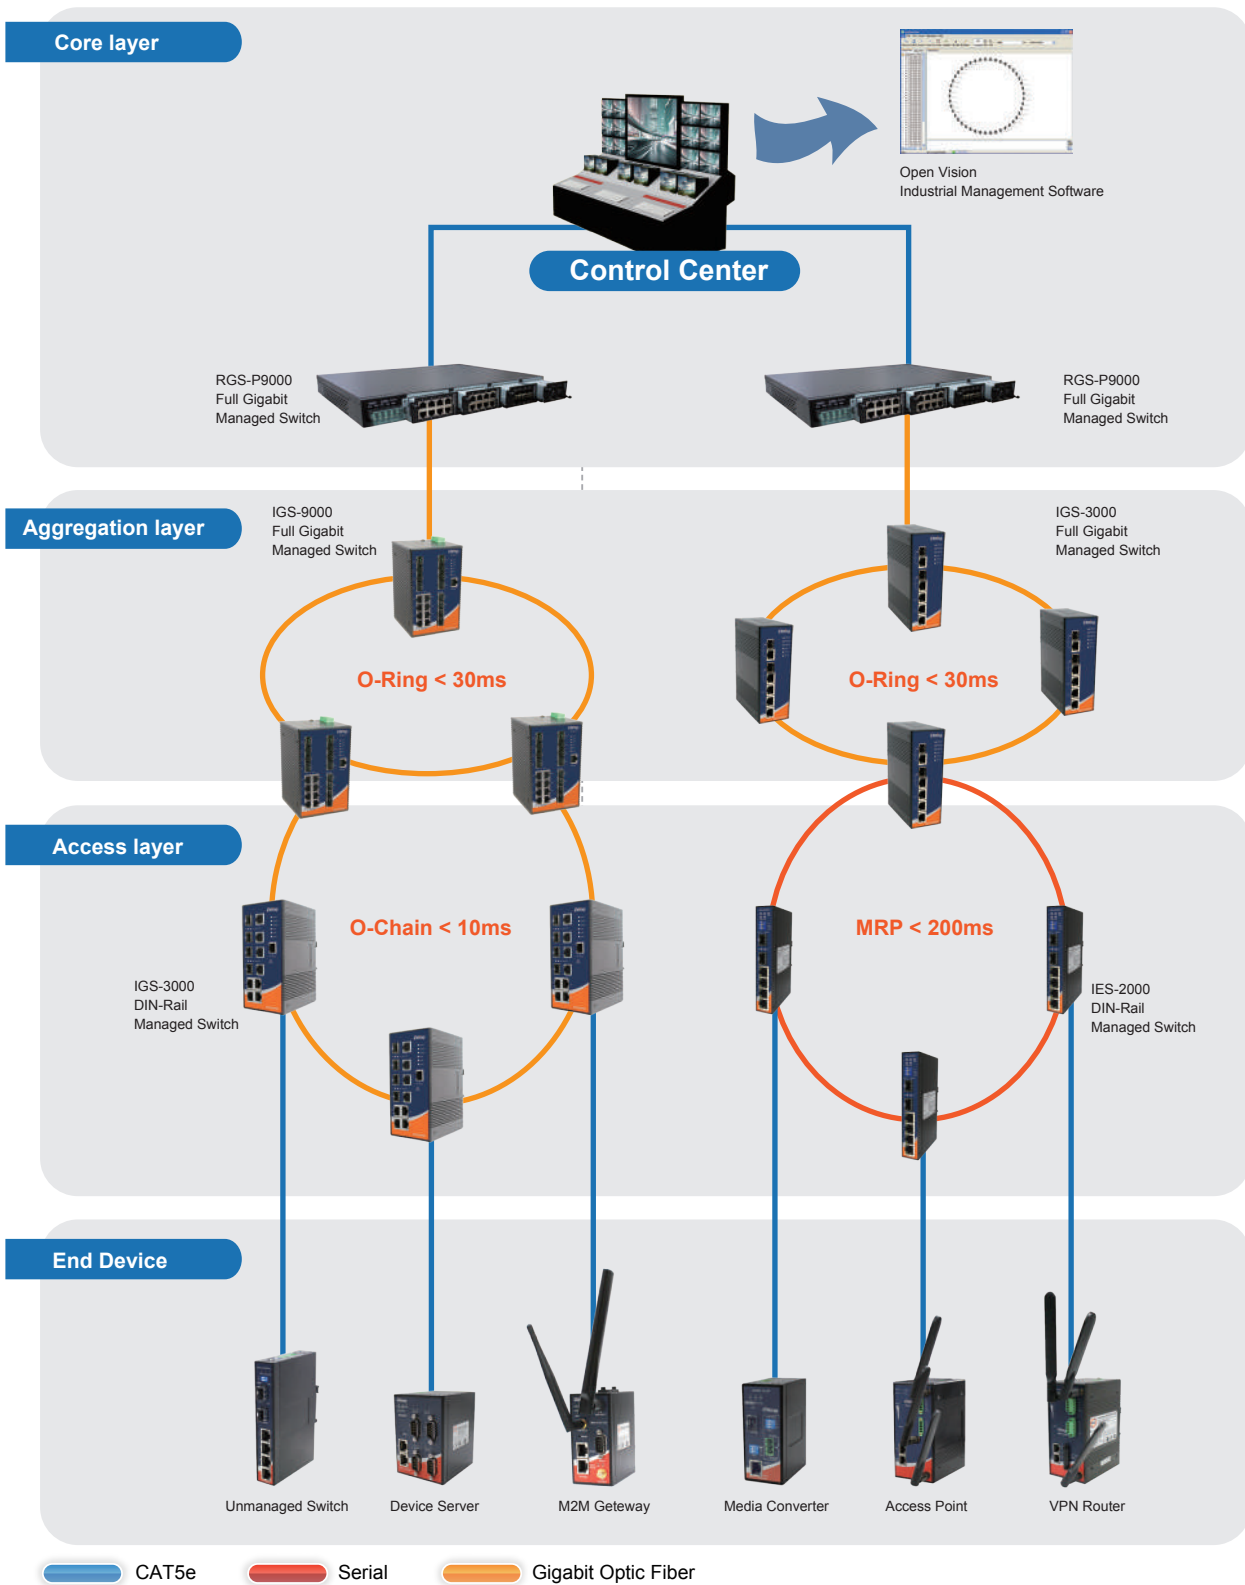 Core layer
Open Vision
Industrial Management Software
Control Center
RGS-P9000
Full Gigabit
Managed Switch
RGS-P9000
Full Gigabit
Managed Switch
Aggregation layer
IGS-9000
Full Gigabit
Managed Switch
IGS-3000
Full Gigabit
Managed Switch
O-Ring < 30ms
O-Ring < 30ms
Access layer
O-Chain < 10ms
MRP < 200ms
IGS-3000
DIN-Rail
Managed Switch
IES-2000
DIN-Rail
Managed Switch
End Device
Unmanaged Switch
Device Server
M2M Geteway
Media Converter
Access Point
VPN Router
CAT5e
Serial
Gigabit Optic Fiber